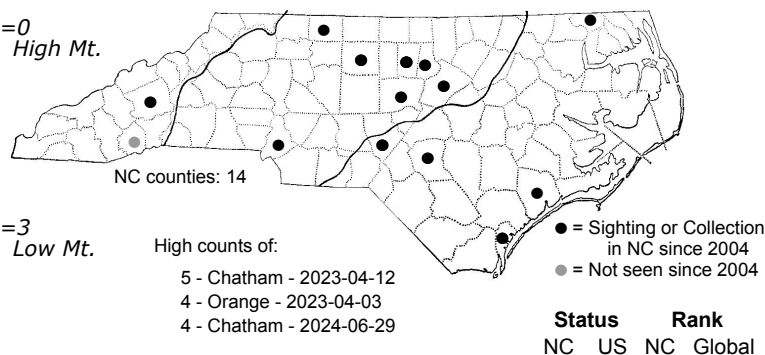 =0
High Mt.
NC counties: 14
=3
Low Mt.
High counts of:
5 - Chatham - 2023-04-12
4 - Orange - 2023-04-03
4 - Chatham - 2024-06-29
= Sighting or Collection
in NC since 2004
= Not seen since 2004
Status Rank
NC US NC Global